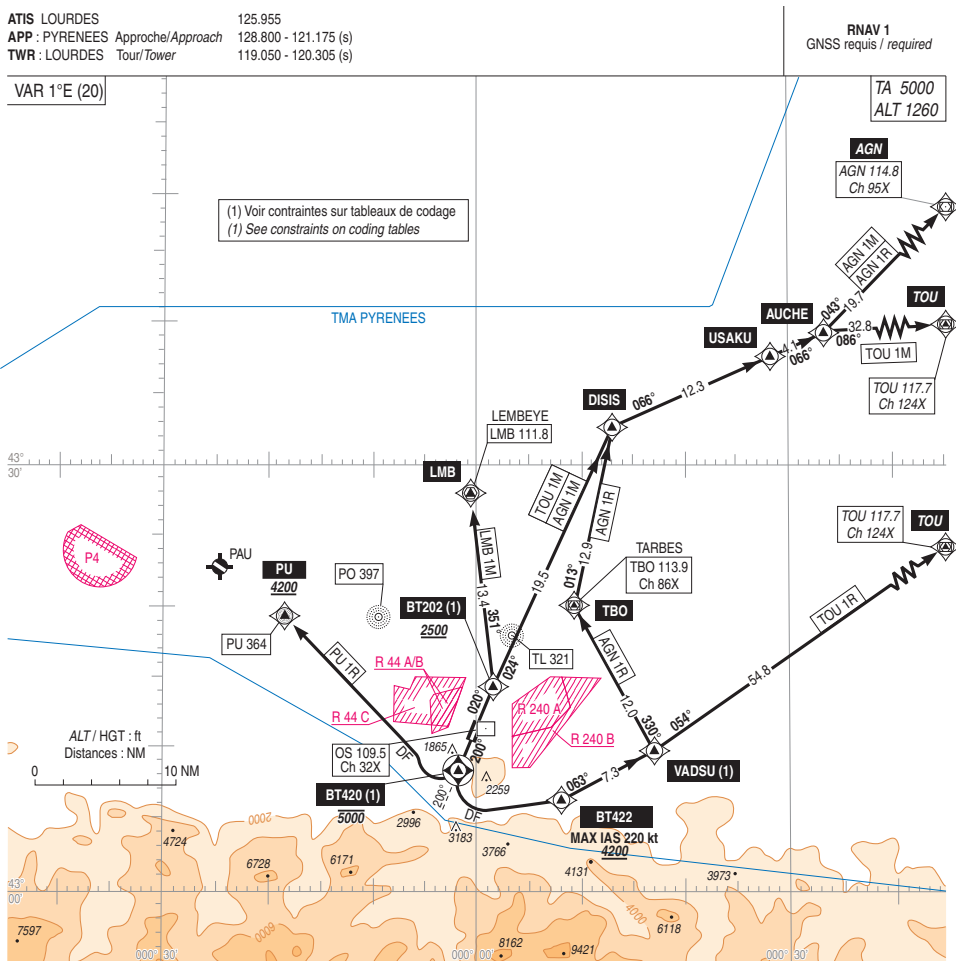 ATIS LOURDES 125.955
APP : PYRENEES Approche/Approach 128.800 - 121.175 (s)
TWR : LOURDES Tour/Tower 119.050 - 120.305 (s)
RNAV 1
GNSS requis / required
VAR 1°E (20)
TA 5000
ALT 1260
AGN
AGN 114.8
Ch 95X
(1) Voir contraintes sur tableaux de codage
(1) See constraints on coding tables
AGN 1M
AGN 1R
19.7
043°
TOU
AUCHE
TMA PYRENEES
32.8
086°
USAKU
4.1
066°
TOU 1M
TOU 117.7
Ch 124X
12.3
066°
DISIS
LEMBEYE
LMB 111.8
43°
30'
LMB
TOU 1M
AGN 1M
AGN 1R
TOU
TOU 117.7
Ch 124X
P4
PAU
LMB 1M
12.9
TARBES
TBO 113.9
Ch 86X
PU
4200
PO 397
13.4
19.5
013°
TOU 1R
BT202 (1)
2500
351°
TBO
PU 364
TL 321
PU 1R
R 44 A/B
024°
AGN 1R
54.8
R 44 C
020°
R 240 A
12.0
R 240 B
330°
054°
ALT / HGT : ft
Distances : NM
0 10 NM
DF
OS 109.5
Ch 32X
1865
200°
VADSU (1)
2259
063°
7.3
BT420 (1)
5000
200°
DF
BT422
MAX IAS 220 kt
4200
2000
2996
3183
4724
3766
4131
6728
6171
3973
43°
00'
4000
6118
7597
6000
8162
9421
000° 30'
000° 00'
000° 30'